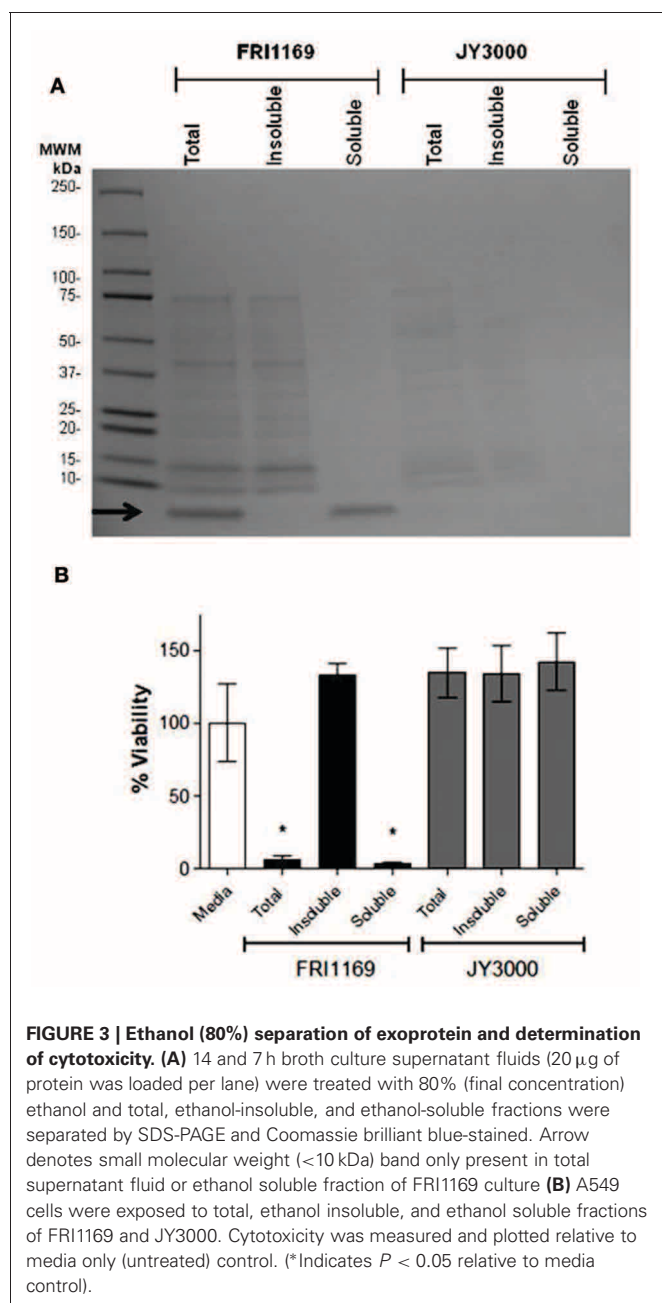 FRI1169
JY3000
A
Total
Insoluble
Soluble
Total
Insoluble
Soluble
MWM
kDa
250-
150-
100-
75-
50-
37-
25-
20-
15-
10-
B
% Viability
150
100
50
0
*
*
Media
Total
Insoluble
Soluble
Total
Insoluble
Soluble
FRI1169
JY3000
FIGURE 3 | Ethanol (80%) separation of exoprotein and determination
of cytotoxicity. (A) 14 and 7 h broth culture supernatant fluids (20 μg of
protein was loaded per lane) were treated with 80% (final concentration)
ethanol and total, ethanol-insoluble, and ethanol-soluble fractions were
separated by SDS-PAGE and Coomassie brilliant blue-stained. Arrow
denotes small molecular weight (<10 kDa) band only present in total
supernatant fluid or ethanol soluble fraction of FRI1169 culture (B) A549
cells were exposed to total, ethanol insoluble, and ethanol soluble fractions
of FRI1169 and JY3000. Cytotoxicity was measured and plotted relative to
media only (untreated) control. (*Indicates P < 0.05 relative to media
control).